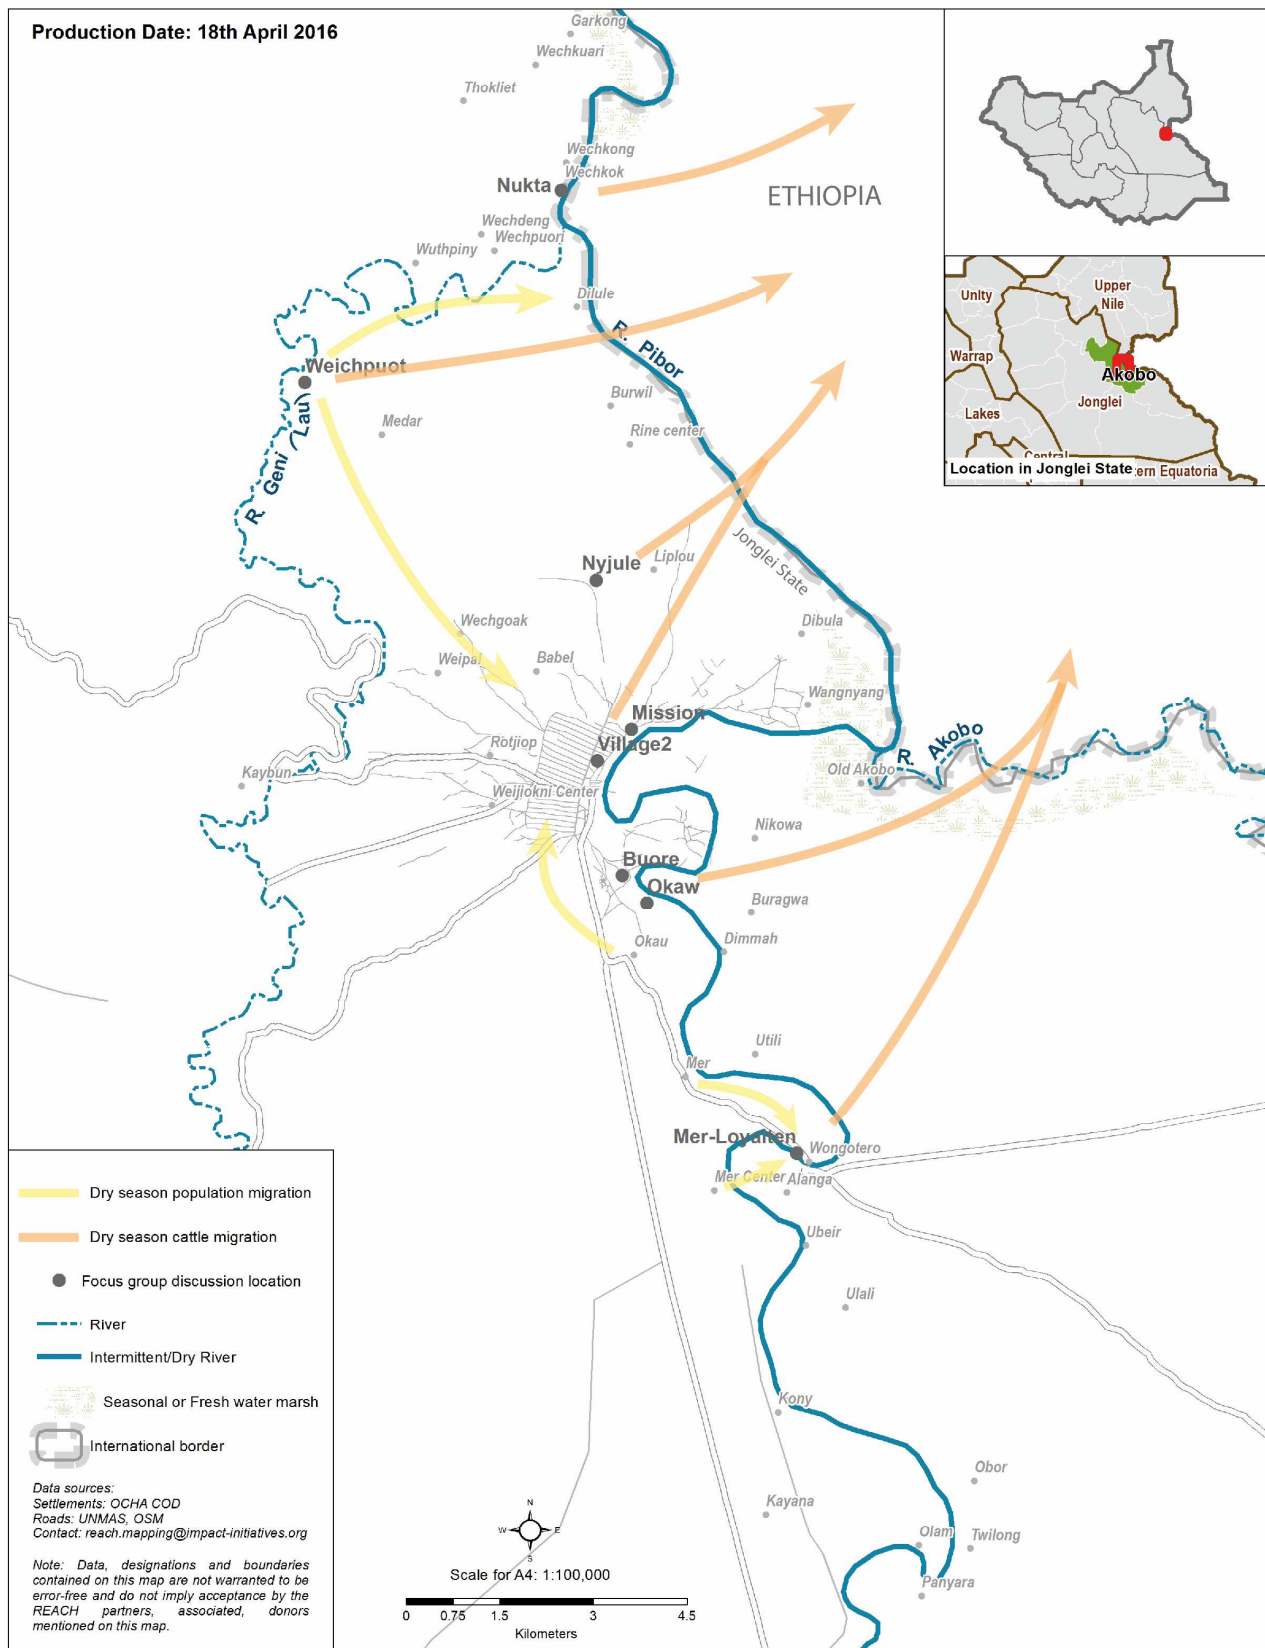 Production Date: 18th April 2016
Garkong
Wechkuari
Thokliet
Wechkong
Wechkok
Nukta
ETHIOPIA
Wechdeng
Wechpuori
Wuthpiny
Dilule
R. Pibor
Weichpuot
R. Geni / Lau
Burwil
Medar
Rine center
Jonglei State
Nyjule
Liplou
Wechgoak
Dibula
Weipal
Babel
Wangnyang
Mission
R. Akobo
Rotjiop
Village2
Kaybun
Old Akobo
Weijiokni Center
Nikowa
Buore
Okaw
Buragwa
Okau
Dimmah
Utili
Mer
Mer-Loyalten
Wongotero
Mer Center
Alanga
Ubeir
Ulali
Kony
Obor
Kayana
Olam
Twilong
Panyara
Unity
Upper
Nile
Warrap
Akobo
Jonglei
Lakes
Central
Location in Jonglei State
ern Equatoria
Dry season population migration
Dry season cattle migration
Focus group discussion location
River
Intermittent/Dry River
Seasonal or Fresh water marsh
International border
Data sources:
Settlements: OCHA COD
Roads: UNMAS, OSM
Contact: reach.mapping@impact-initiatives.org
Note: Data, designations and boundaries
contained on this map are not warranted to be
error-free and do not imply acceptance by the
REACH partners, associated, donors
mentioned on this map.
N
W E
S
Scale for A4: 1:100,000
0 0.75 1.5 3 4.5
Kilometers